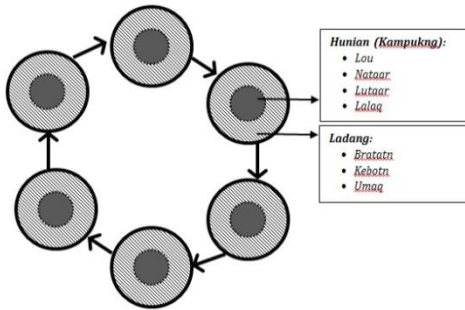 Hunian (Kampukng):
• Lou
• Nataar
• Lutaar
• Lalaq
Ladang:
• Bratatn
• Kebotn
• Umaq